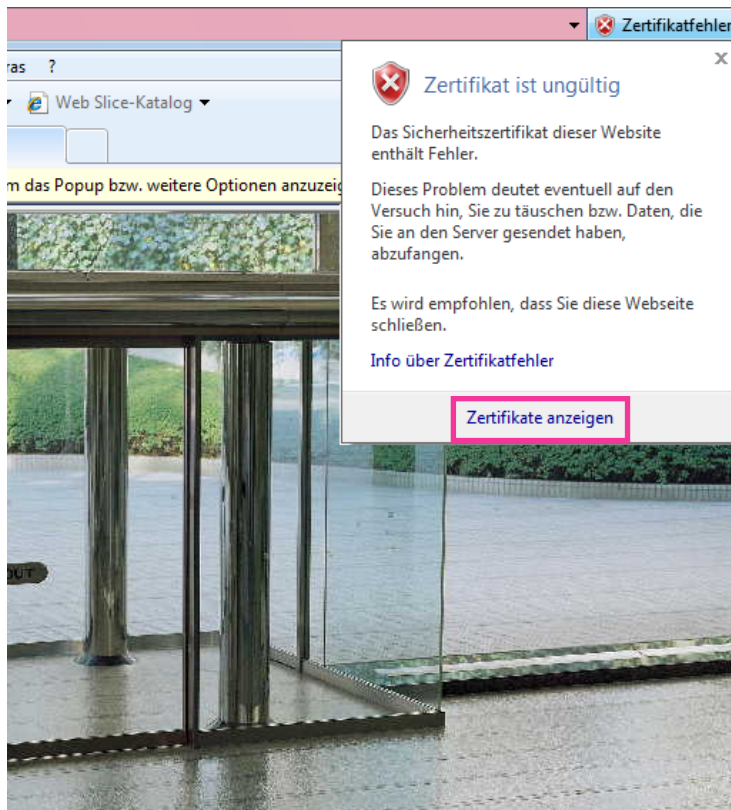 Zertifikatfehler
ras ?
Web Slice-Katalog
m das Popup bzw. weitere Optionen anzuzeig
x
Zertifikat ist ungültig
Das Sicherheitszertifikat dieser Website
enthält Fehler.
Dieses Problem deutet eventuell auf den
Versuch hin, Sie zu täuschen bzw. Daten, die
Sie an den Server gesendet haben,
abzufangen.
Es wird empfohlen, dass Sie diese Webseite
schließen.
Info über Zertifikatfehler
Zertifikate anzeigen
OUT